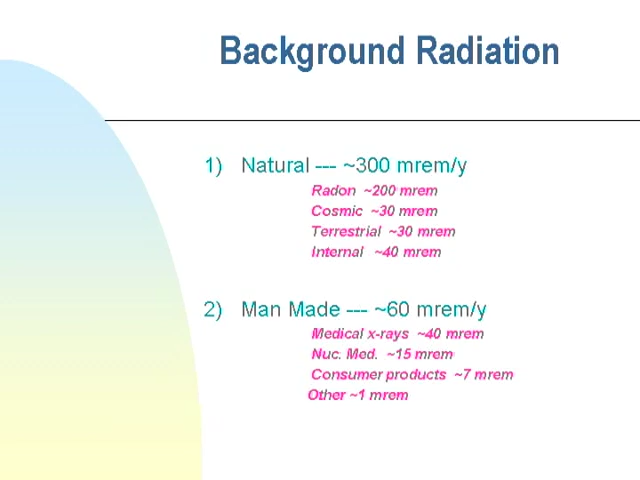 Background Radiation
1) Natural --- ~300 mrem/y
Radon ~200 mrem
Cosmic ~30 mrem
Terrestrial ~30 mrem
Internal ~40 mrem
2) Man Made --- ~60 mrem/y
Medical x-rays ~40 mrem
Nuc. Med. ~15 mrem
Consumer products ~7 mrem
Other ~1 mrem